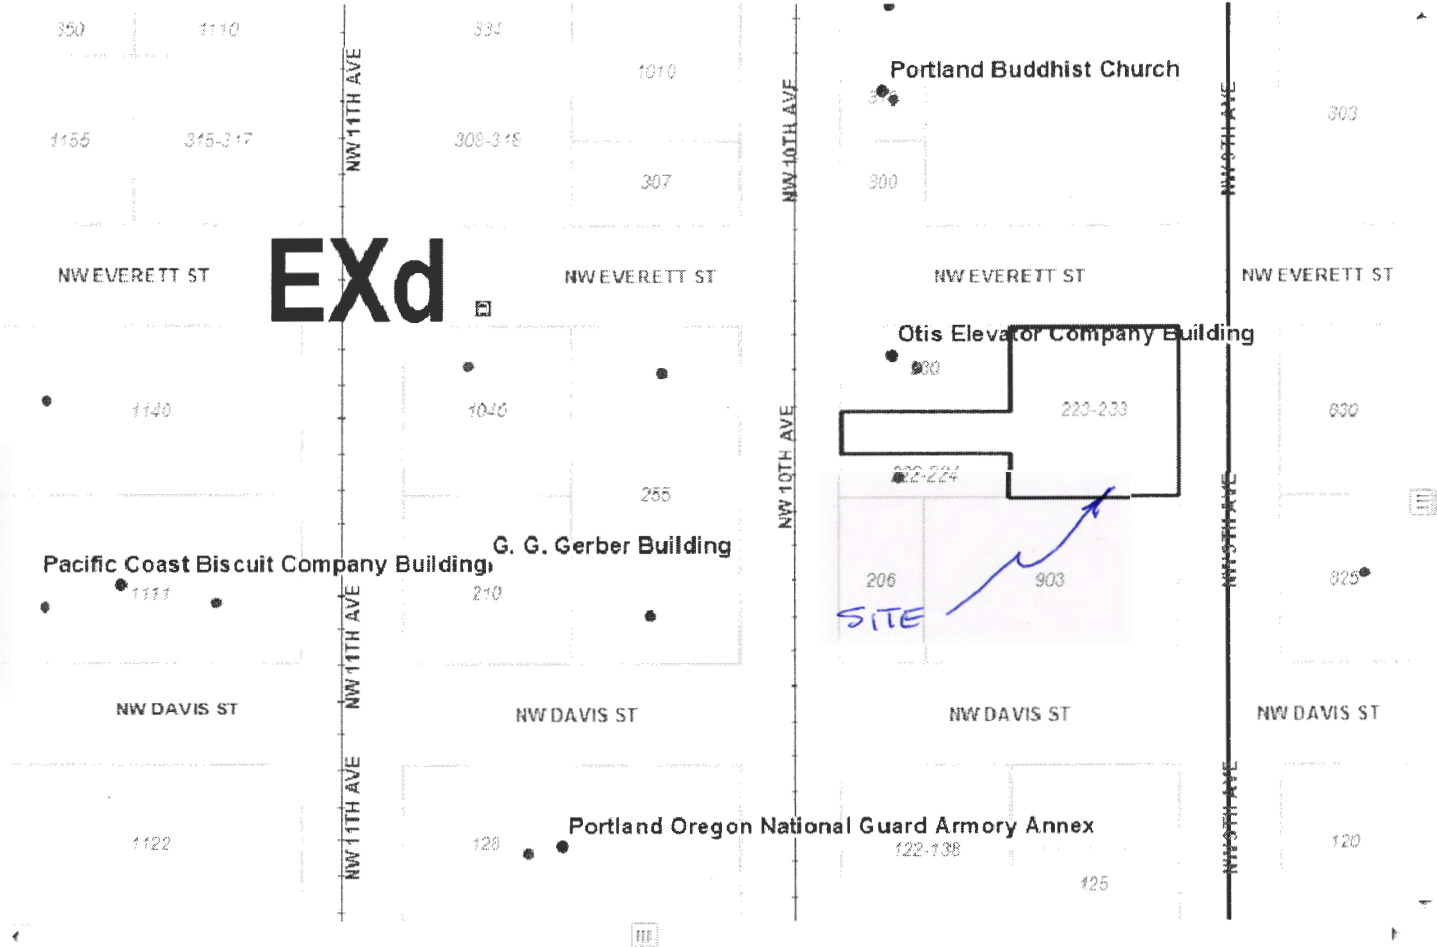 350
1110
334
1010
NW 11TH AVE
NW 10TH AVE
Portland Buddhist Church
NW 9TH AVE
303
1155
315-317
308-318
307
300
EXd
NW EVERETT ST
NW EVERETT ST
NW EVERETT ST
NW EVERETT ST
Otis Elevator Company Building
1140
NW 10TH AVE
223-233
222-224
255
NW 9TH AVE
Pacific Coast Biscuit Company Building
G. G. Gerber Building
1111
210
206
903
SITE
NW 11TH AVE
NW DAVIS ST
NW DAVIS ST
NW DAVIS ST
NW DAVIS ST
NW 11TH AVE
NW 9TH AVE
Portland Oregon National Guard Armory Annex
1122
128
122-138
125
120